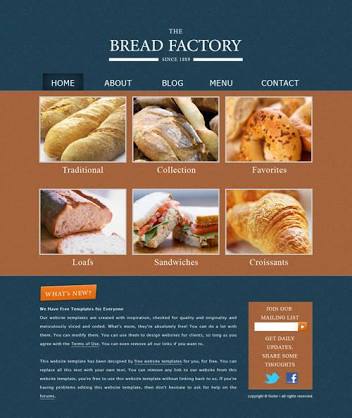 THE
BREAD FACTORY
SINCE 1889
HOME ABOUT BLOG MENU CONTACT
Traditional Collection Favorites
Loafs Sandwiches Croissants
WHAT'S NEW?
We Have Free Templates for Everyone
Our website templates are created with inspiration, checked for quality and originality and
meticulously sliced and coded. What's more, they're absolutely free! You can do a lot with
them. You can modify them. You can use them to design websites for clients, so long as you
agree with the Terms of Use. You can even remove all our links if you want to.
This website template has been designed by free website templates for you, for free. You can
replace all this text with your own text. You can remove any link to our website from this
website template, you're free to use this website template without linking back to us. If you're
having problems editing this website template, then don't hesitate to ask for help on the
forums.
JOIN OUR
MAILING LIST
GET DAILY
UPDATES.
SHARE SOME
THOUGHTS
f